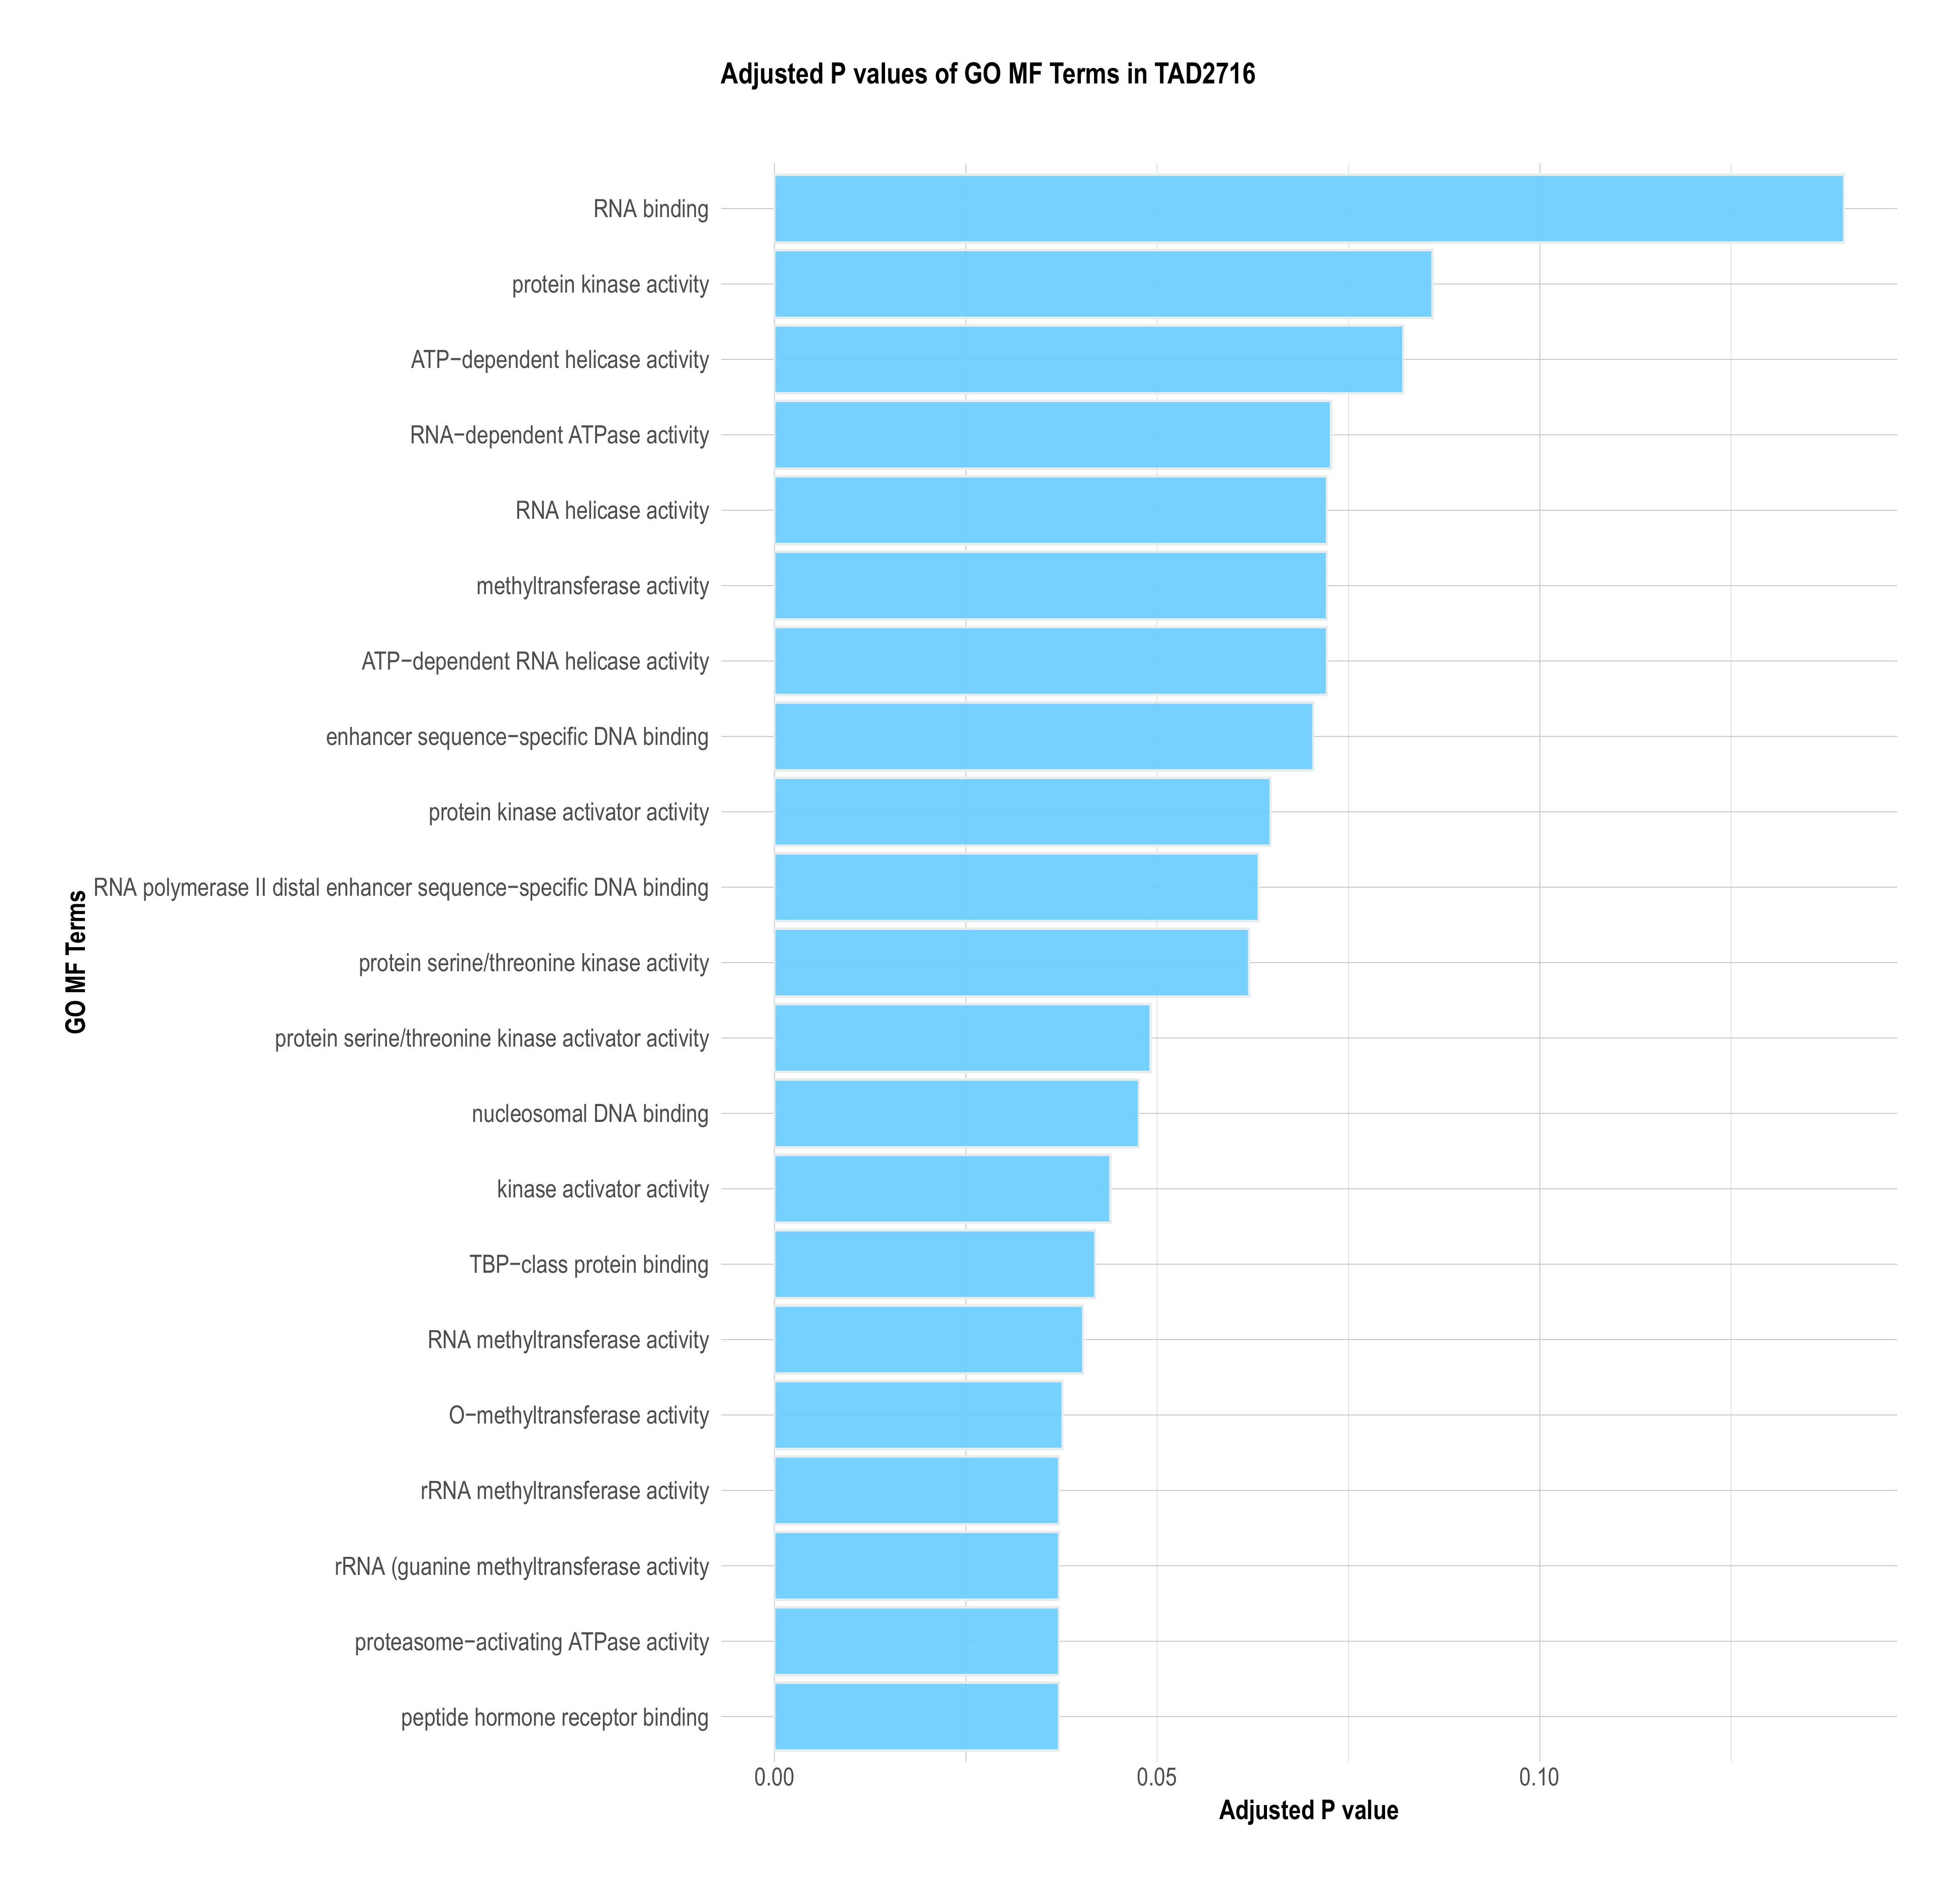 Adjusted P values of GO MF Terms in TAD2716
RNA binding
protein kinase activity
ATP−dependent helicase activity
RNA−dependent ATPase activity
RNA helicase activity
methyltransferase activity
ATP−dependent RNA helicase activity
enhancer sequence−specific DNA binding
protein kinase activator activity
RNA polymerase II distal enhancer sequence−specific DNA binding
protein serine/threonine kinase activity
protein serine/threonine kinase activator activity
nucleosomal DNA binding
kinase activator activity
TBP−class protein binding
RNA methyltransferase activity
O−methyltransferase activity
rRNA methyltransferase activity
rRNA (guanine methyltransferase activity
proteasome−activating ATPase activity
peptide hormone receptor binding
GO MF Terms
0.00 0.05 0.10
Adjusted P value